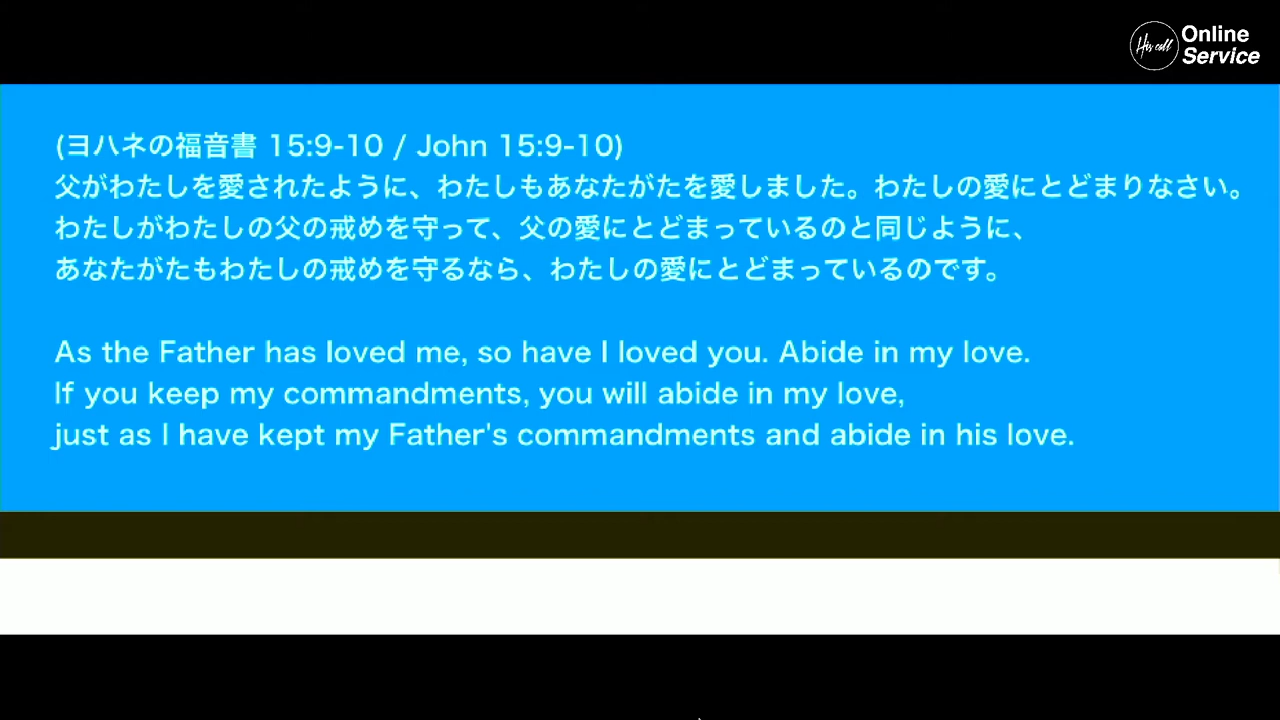 His call
Online
Service
(ヨハネの福音書 15:9-10 / John 15:9-10)
父がわたしを愛されたように、わたしもあなたがたを愛しました。わたしの愛にとどまりなさい。
わたしがわたしの父の戒めを守って、父の愛にとどまっているのと同じように、
あなたがたもわたしの戒めを守るなら、わたしの愛にとどまっているのです。
As the Father has loved me, so have I loved you. Abide in my love.
If you keep my commandments, you will abide in my love,
just as I have kept my Father's commandments and abide in his love.